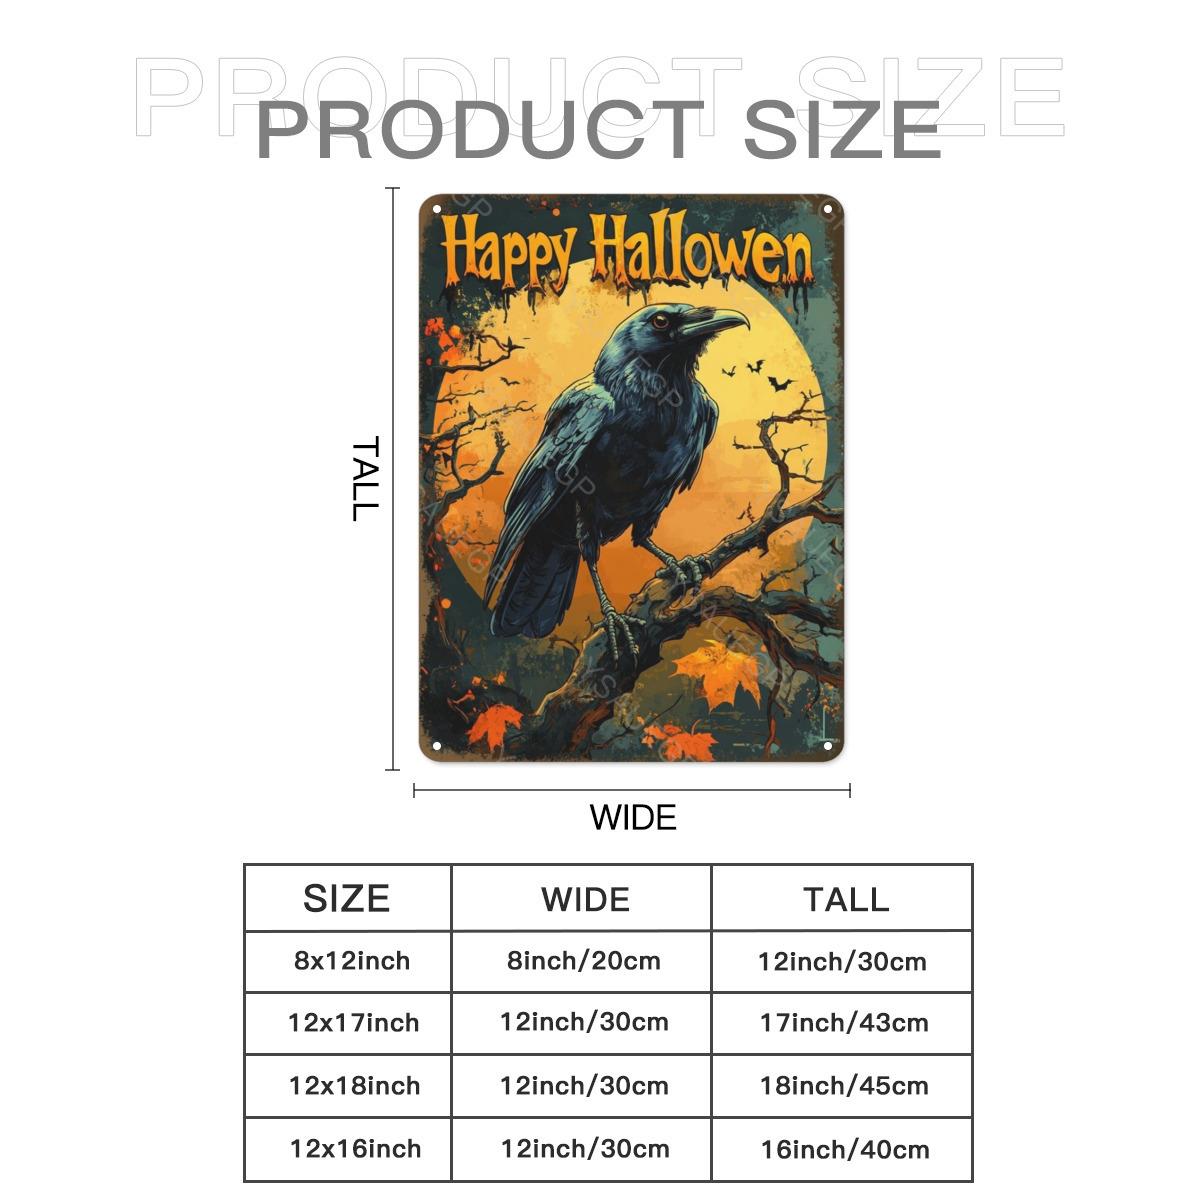 PRODUCT SIZE
PRODUCT SIZE
Happy Hallowen
TALL
WIDE
SIZE WIDE TALL
8x12inch 8inch/20cm 12inch/30cm
12x17inch 12inch/30cm 17inch/43cm
12x18inch 12inch/30cm 18inch/45cm
12x16inch 12inch/30cm 16inch/40cm